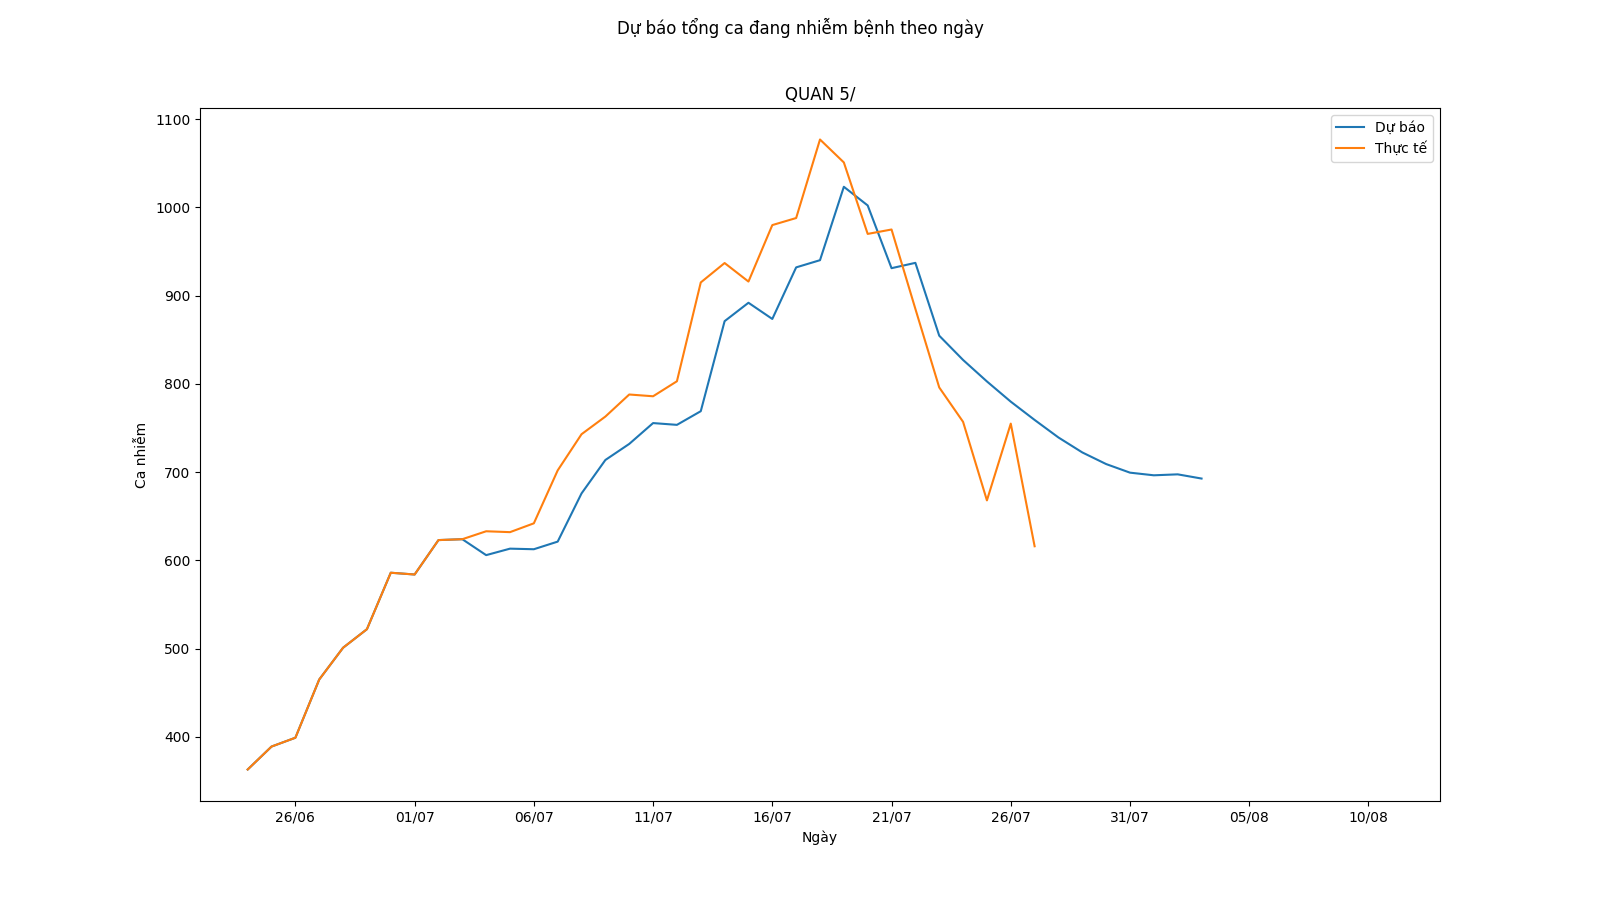 Dự báo tổng ca đang nhiễm bệnh theo ngày
QUAN 5/
Dự báo
Thực tế
1100
1000
900
800
700
600
500
400
Ca nhiễm
26/06 01/07 06/07 11/07 16/07 21/07 26/07 31/07 05/08 10/08
Ngày